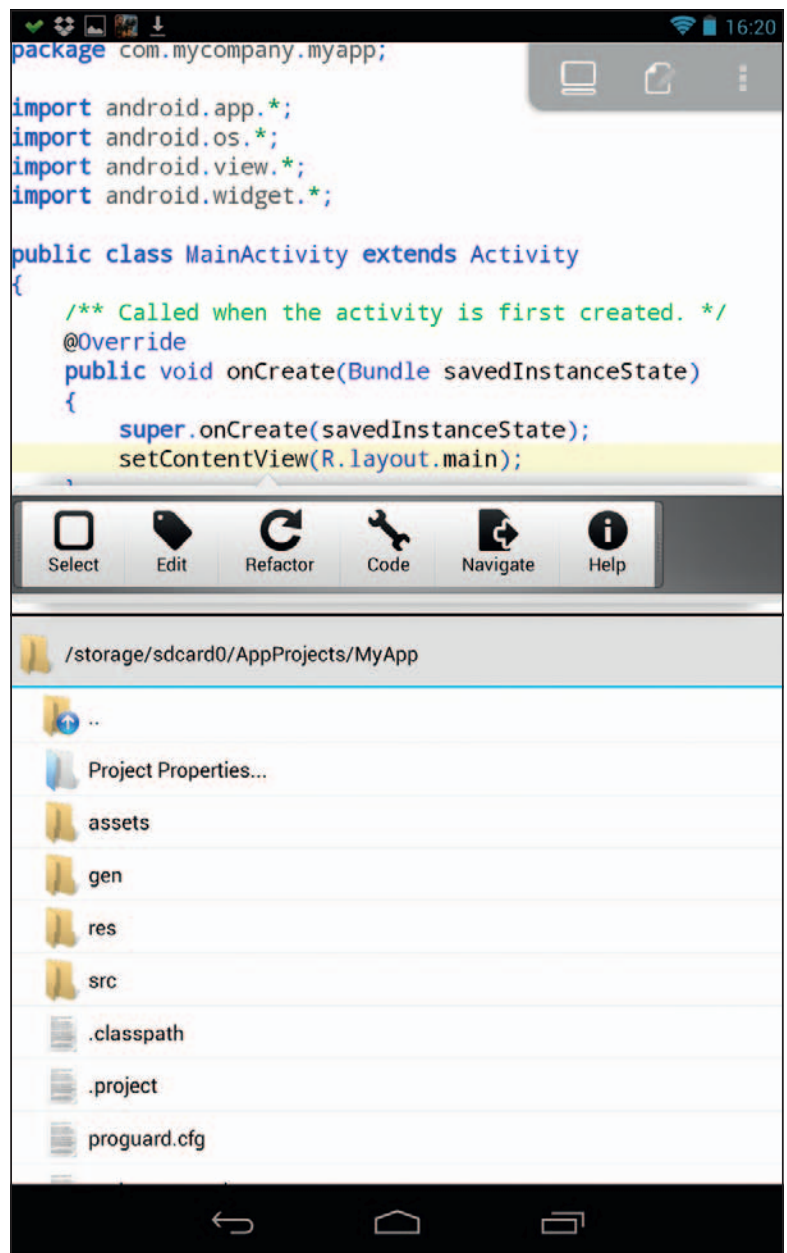 16:20
package com.mycompany.myapp;
import android.app.*;
import android.os.*;
import android.view.*;
import android.widget.*;
public class MainActivity extends Activity
{
/** Called when the activity is first created. */
@Override
public void onCreate(Bundle savedInstanceState)
{
super.onCreate(savedInstanceState);
setContentView(R.layout.main);
Select Edit Refactor Code Navigate Help
/storage/sdcard0/AppProjects/MyApp
..
Project Properties...
assets
gen
res
src
.classpath
.project
proguard.cfg